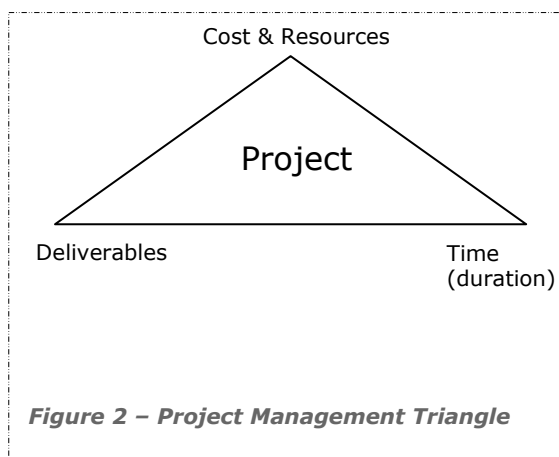 Cost & Resources
Project
Deliverables
Time
(duration)
Figure 2 – Project Management Triangle